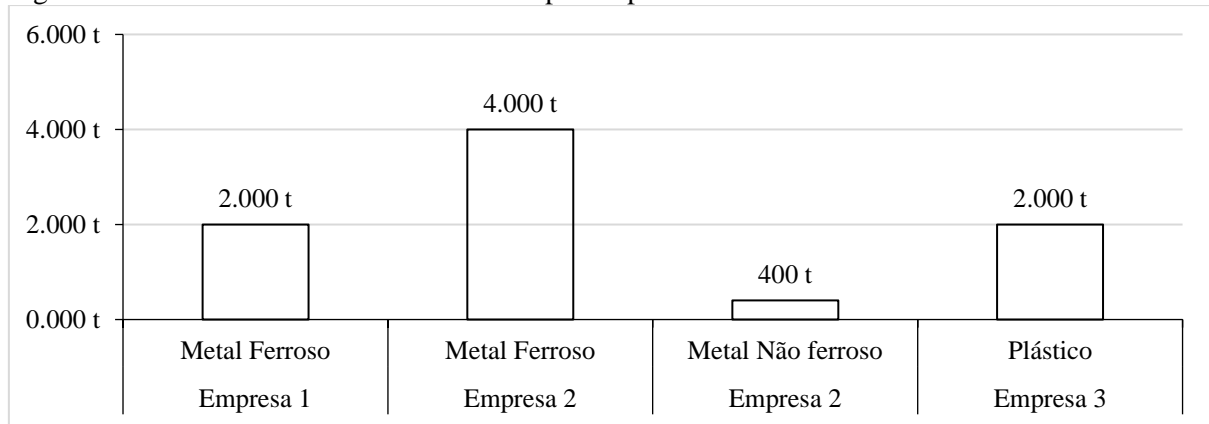 6.000 t
4.000 t
2.000 t
0.000 t
2.000 t
4.000 t
400 t
2.000 t
Metal Ferroso Metal Ferroso Metal Não ferroso Plástico
Empresa 1 Empresa 2 Empresa 2 Empresa 3